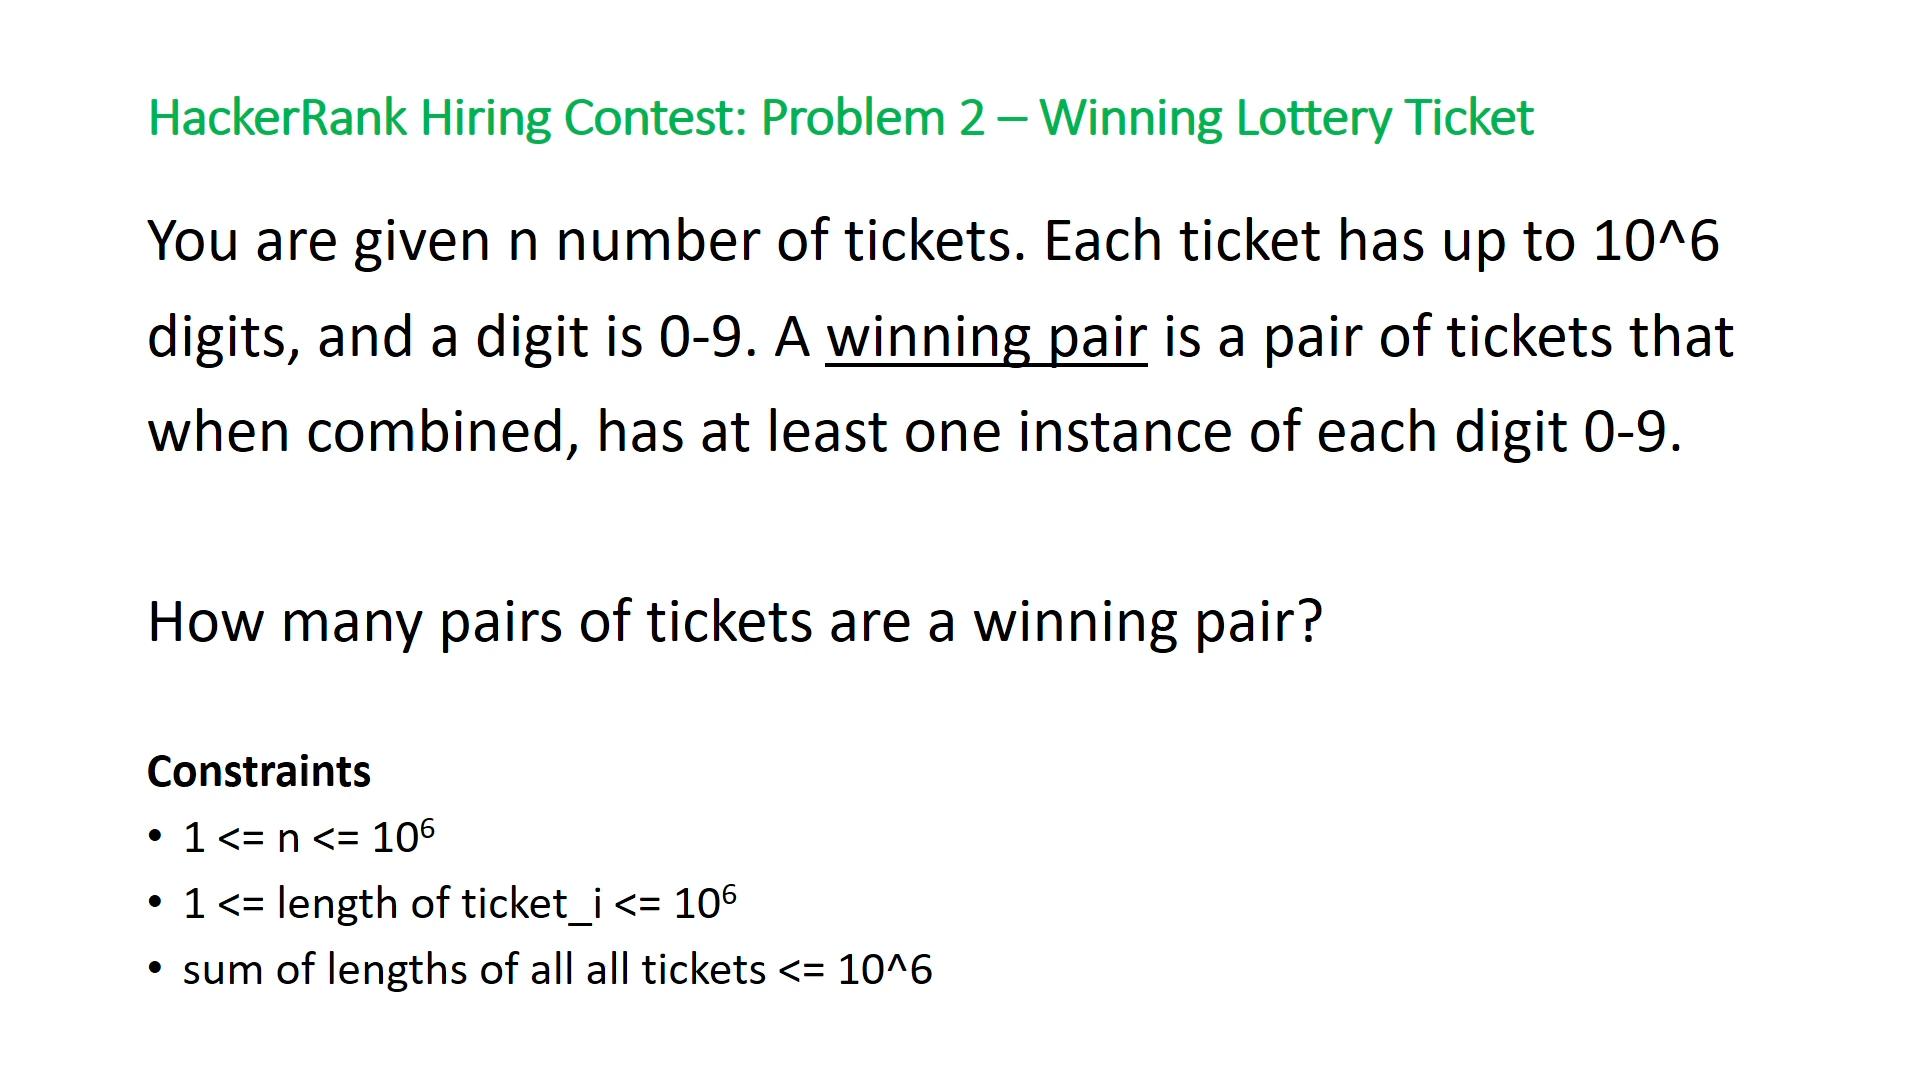 HackerRank Hiring Contest: Problem 2 – Winning Lottery Ticket
You are given n number of tickets. Each ticket has up to 10^6
digits, and a digit is 0-9. A winning pair is a pair of tickets that
when combined, has at least one instance of each digit 0-9.
How many pairs of tickets are a winning pair?
Constraints
• 1 <= n <= 10⁶
• 1 <= length of ticket_i <= 10⁶
• sum of lengths of all all tickets <= 10^6